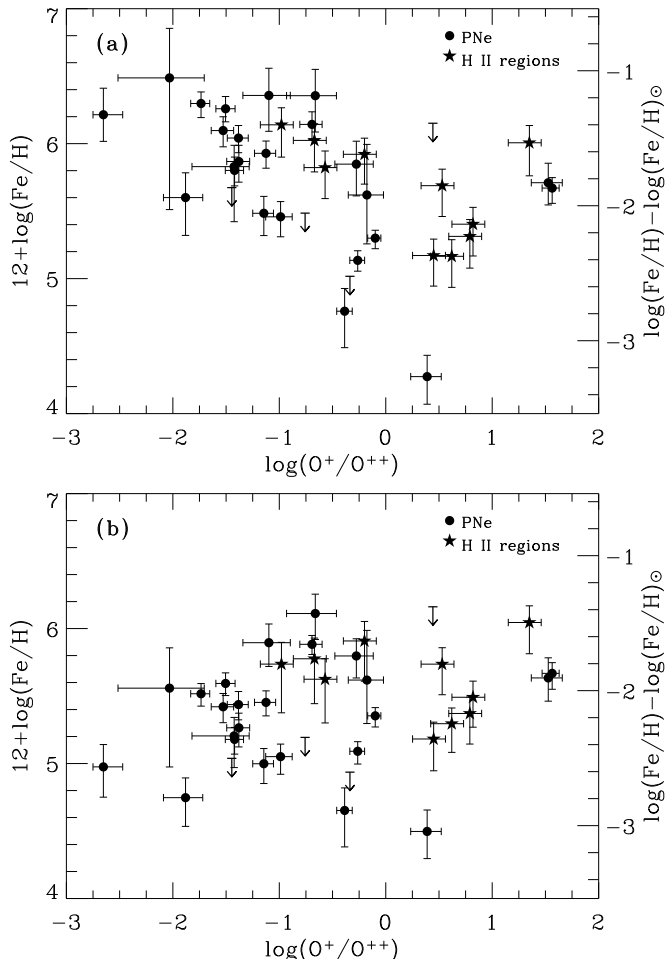 7
(a)
PNe
H II regions
−1
6
12+log(Fe/H)
−2
log(Fe/H)−log(Fe/H)⊙
5
−3
4
−3 −2 −1 0 1 2
log(O⁺/O⁺⁺)
7
(b)
PNe
H II regions
−1
6
12+log(Fe/H)
−2
log(Fe/H)−log(Fe/H)⊙
5
−3
4
−3 −2 −1 0 1 2
log(O⁺/O⁺⁺)